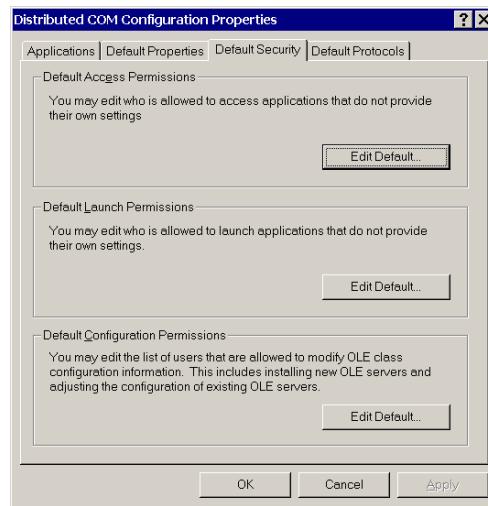 Distributed COM Configuration Properties
Applications Default Properties Default Security Default Protocols
Default Access Permissions
You may edit who is allowed to access applications that do not provide
their own settings
Edit Default...
Default Launch Permissions
You may edit who is allowed to launch applications that do not provide
their own settings.
Edit Default...
Default Configuration Permissions
You may edit the list of users that are allowed to modify OLE class
configuration information. This includes installing new OLE servers and
adjusting the configuration of existing OLE servers.
Edit Default...
OK Cancel Apply